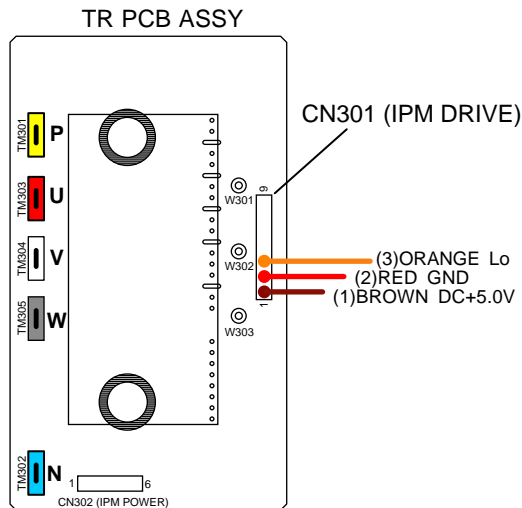 TR PCB ASSY
CN301 (IPM DRIVE)
TM301
P
TM303
U
TM304
V
TM305
W
TM302
N
W301
W302
W303
9
1
(3)ORANGE Lo
(2)RED GND
(1)BROWN DC+5.0V
1
6
CN302 (IPM POWER)